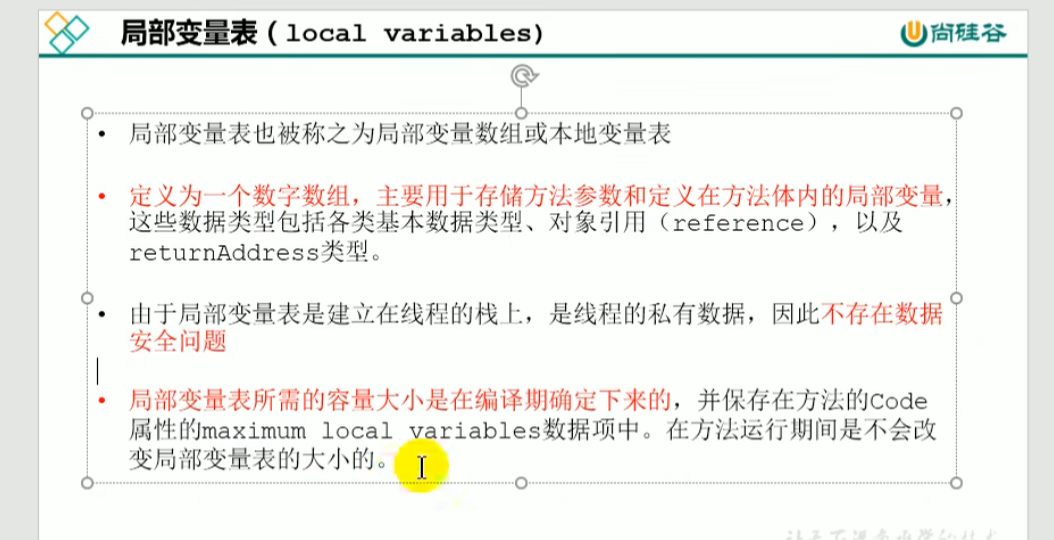 局部变量表（local variables）
尚硅谷
• 局部变量表也被称之为局部变量数组或本地变量表
• 定义为一个数字数组，主要用于存储方法参数和定义在方法体内的局部变量，
这些数据类型包括各类基本数据类型、对象引用（reference），以及
returnAddress类型。
• 由于局部变量表是建立在线程的栈上，是线程的私有数据，因此不存在数据
安全问题
• 局部变量表所需的容量大小是在编译期确定下来的，并保存在方法的Code
属性的maximum local variables数据项中。在方法运行期间是不会改
变局部变量表的大小的。